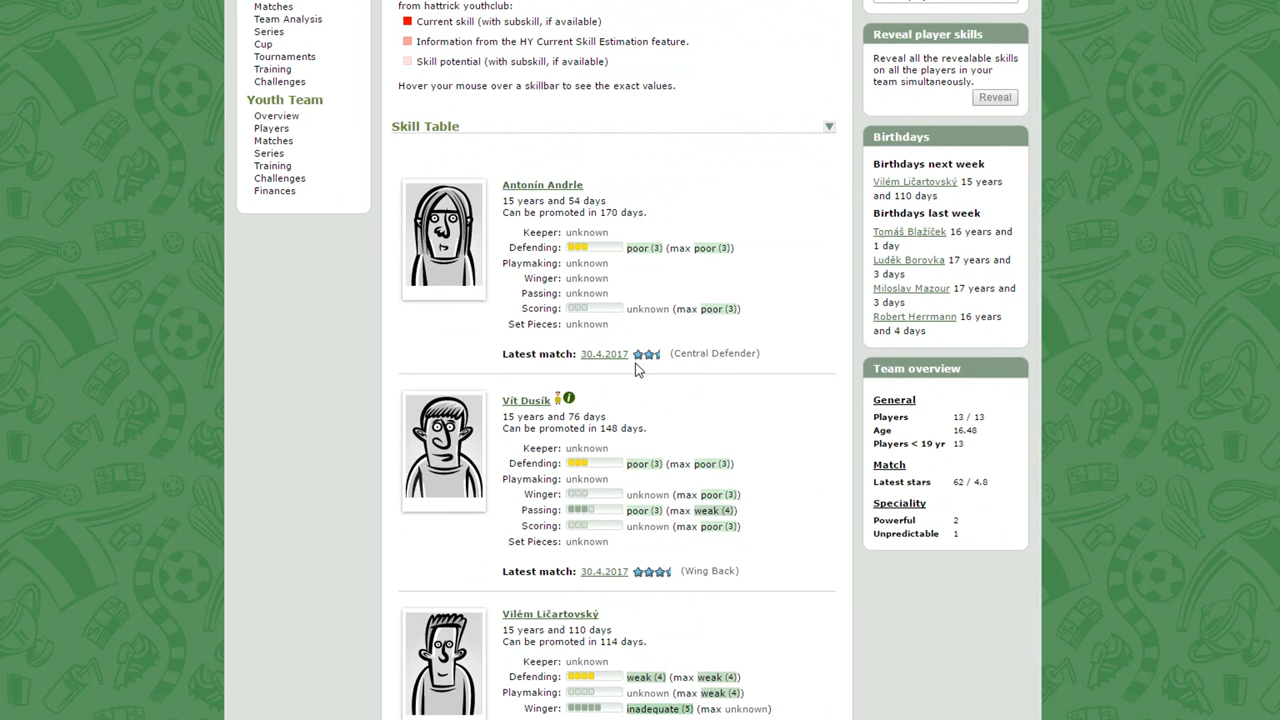 Matches
Team Analysis
Series
Cup
Tournaments
Training
Challenges
Youth Team
Overview
Players
Matches
Series
Training
Challenges
Finances
from hattrick youthclub:
Current skill (with subskill, if available)
Information from the HY Current Skill Estimation feature.
Skill potential (with subskill, if available)
Hover your mouse over a skillbar to see the exact values.
Skill Table
Antonín Andrle
15 years and 54 days
Can be promoted in 170 days.
Keeper: unknown
Defending: poor (3) (max poor (3))
Playmaking: unknown
Winger: unknown
Passing: unknown
Scoring: unknown (max poor (3))
Set Pieces: unknown
Latest match: 30.4.2017 (Central Defender)
Vít Dusík
15 years and 76 days
Can be promoted in 148 days.
Keeper: unknown
Defending: poor (3) (max poor (3))
Playmaking: unknown
Winger: unknown (max poor (3))
Passing: poor (3) (max weak (4))
Scoring: unknown (max poor (3))
Set Pieces: unknown
Latest match: 30.4.2017 (Wing Back)
Vilém Ličartovský
15 years and 110 days
Can be promoted in 114 days.
Keeper: unknown
Defending: weak (4) (max weak (4))
Playmaking: unknown (max weak (4))
Winger: inadequate (5) (max unknown)
Reveal player skills
Reveal all the revealable skills
on all the players in your
team simultaneously.
Reveal
Birthdays
Birthdays next week
Vilém Ličartovský 15 years
and 110 days
Birthdays last week
Tomáš Blažíček 16 years and
1 day
Luděk Borovka 17 years and
3 days
Miloslav Mazour 17 years and
3 days
Robert Herrmann 16 years
and 4 days
Team overview
General
Players 13 / 13
Age 16.48
Players < 19 yr 13
Match
Latest stars 62 / 4.8
Speciality
Powerful 2
Unpredictable 1